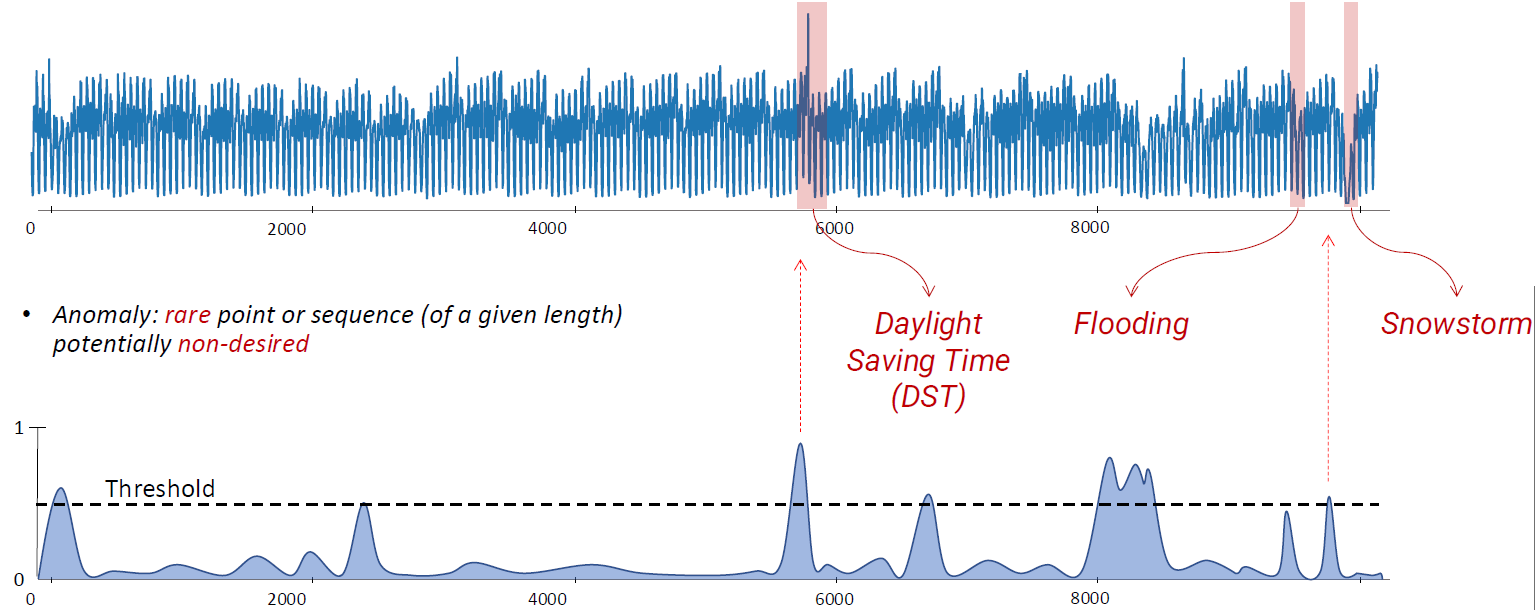 0 2000 4000 6000 8000
• Anomaly: rare point or sequence (of a given length)
potentially non-desired
Daylight
Saving Time
(DST)
Flooding
Snowstorm
1
Threshold
0
0 2000 4000 6000 8000